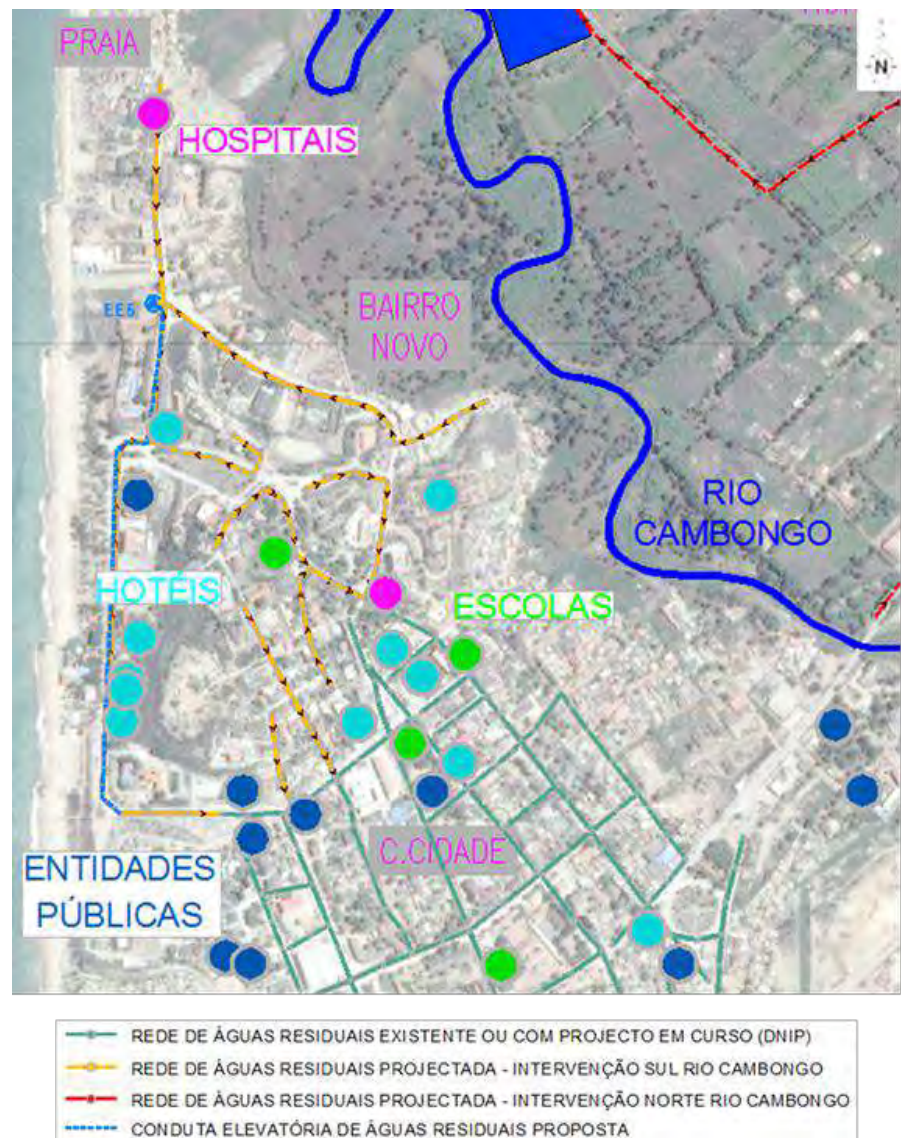 PRAIA
N
HOSPITAIS
EE5
BAIRRO
NOVO
RIO
CAMBONGO
HOTÉIS
ESCOLAS
C.CIDADE
ENTIDADES
PÚBLICAS
REDE DE ÁGUAS RESIDUAIS EXISTENTE OU COM PROJECTO EM CURSO (DNIP)
REDE DE ÁGUAS RESIDUAIS PROJECTADA - INTERVENÇÃO SUL RIO CAMBONGO
REDE DE ÁGUAS RESIDUAIS PROJECTADA - INTERVENÇÃO NORTE RIO CAMBONGO
CONDUTA ELEVATÓRIA DE ÁGUAS RESIDUAIS PROPOSTA